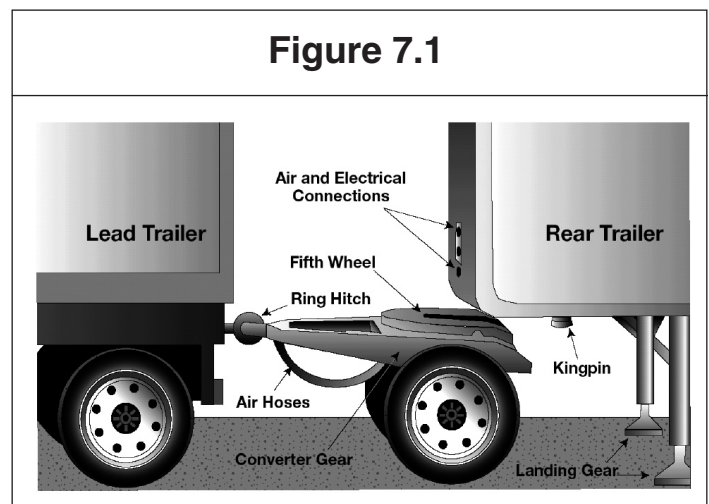 Figure 7.1
Air and Electrical
Connections
Lead Trailer
Rear Trailer
Fifth Wheel
Ring Hitch
Kingpin
Air Hoses
Converter Gear
Landing Gear